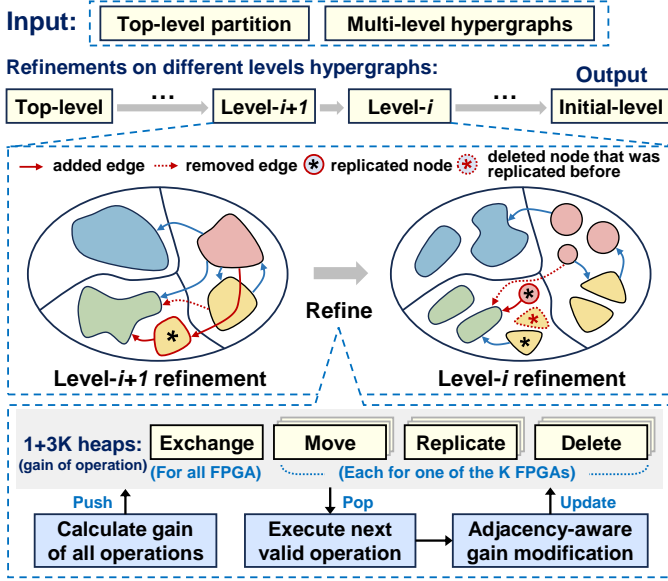 Input:
Top-level partition
Multi-level hypergraphs
Refinements on different levels hypergraphs:
Output
Top-level
...
Level-i+1
Level-i
...
Initial-level
added edge
removed edge
* replicated node
* deleted node that was
replicated before
*
*
*
*
Refine
Level-i+1 refinement
Level-i refinement
1+3K heaps:
(gain of operation)
Exchange
Move
Replicate
Delete
(For all FPGA)
(Each for one of the K FPGAs)
Push
Pop
Update
Calculate gain
of all operations
Execute next
valid operation
Adjacency-aware
gain modification